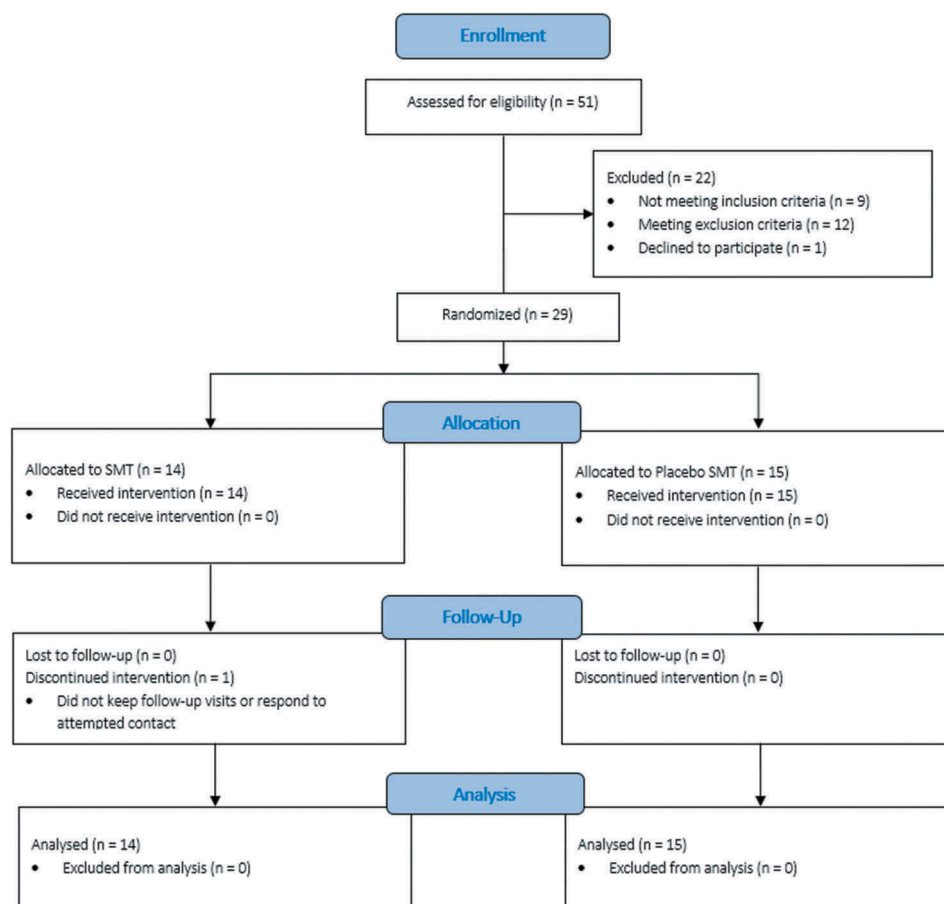 Enrollment
Assessed for eligibility (n = 51)
Excluded (n = 22)
• Not meeting inclusion criteria (n = 9)
• Meeting exclusion criteria (n = 12)
• Declined to participate (n = 1)
Randomized (n = 29)
Allocation
Allocated to SMT (n = 14)
• Received intervention (n = 14)
• Did not receive intervention (n = 0)
Allocated to Placebo SMT (n = 15)
• Received intervention (n = 15)
• Did not receive intervention (n = 0)
Follow-Up
Lost to follow-up (n = 0)
Discontinued intervention (n = 1)
• Did not keep follow-up visits or respond to
attempted contact
Lost to follow-up (n = 0)
Discontinued intervention (n = 0)
Analysis
Analysed (n = 14)
• Excluded from analysis (n = 0)
Analysed (n = 15)
• Excluded from analysis (n = 0)